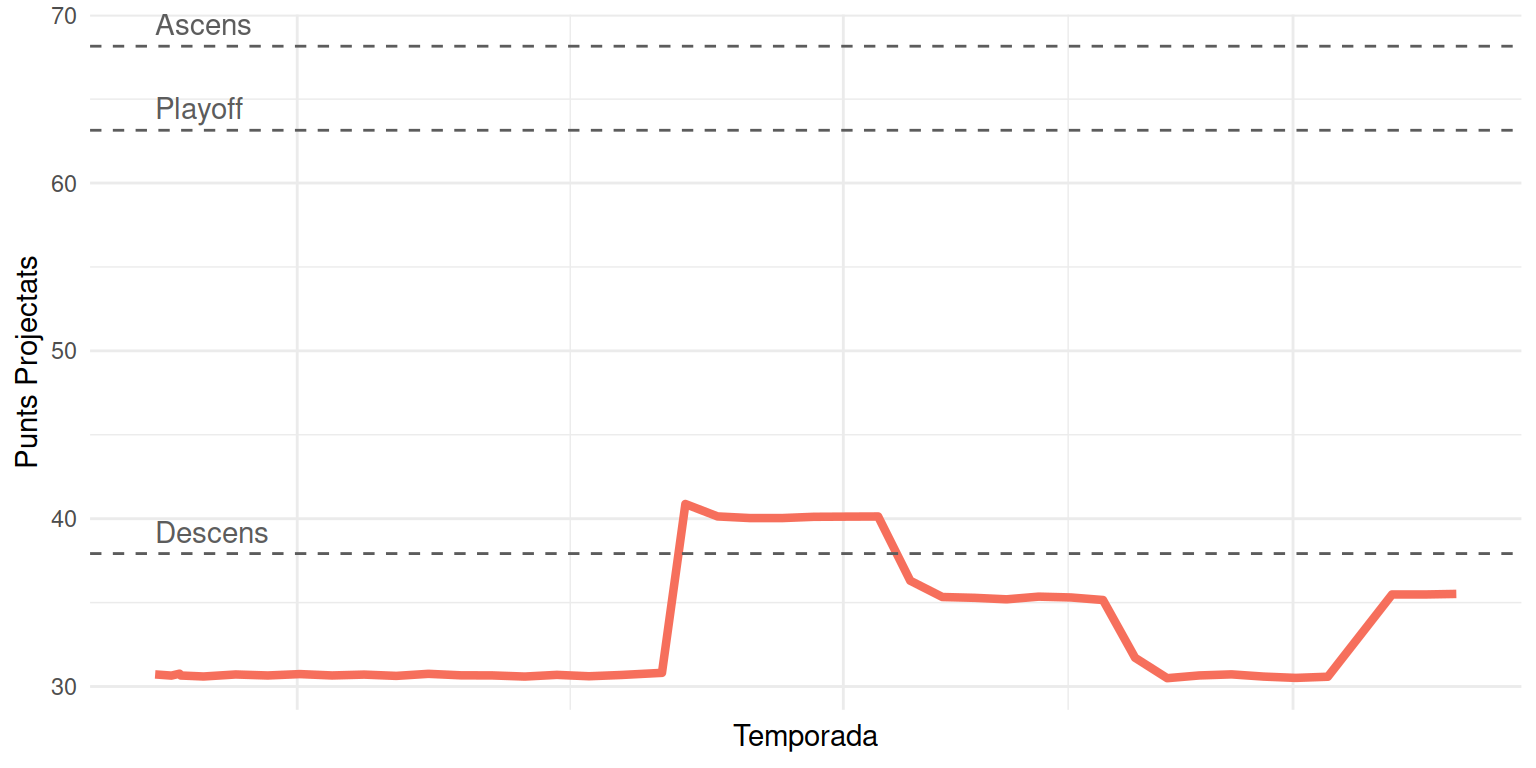 70
Ascens
Playoff
60
Punts Projectats
50
40
Descens
30
Temporada